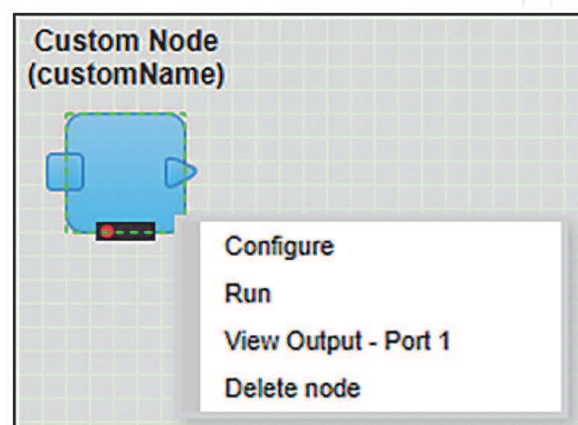 Custom Node
(customName)
Configure
Run
View Output - Port 1
Delete node